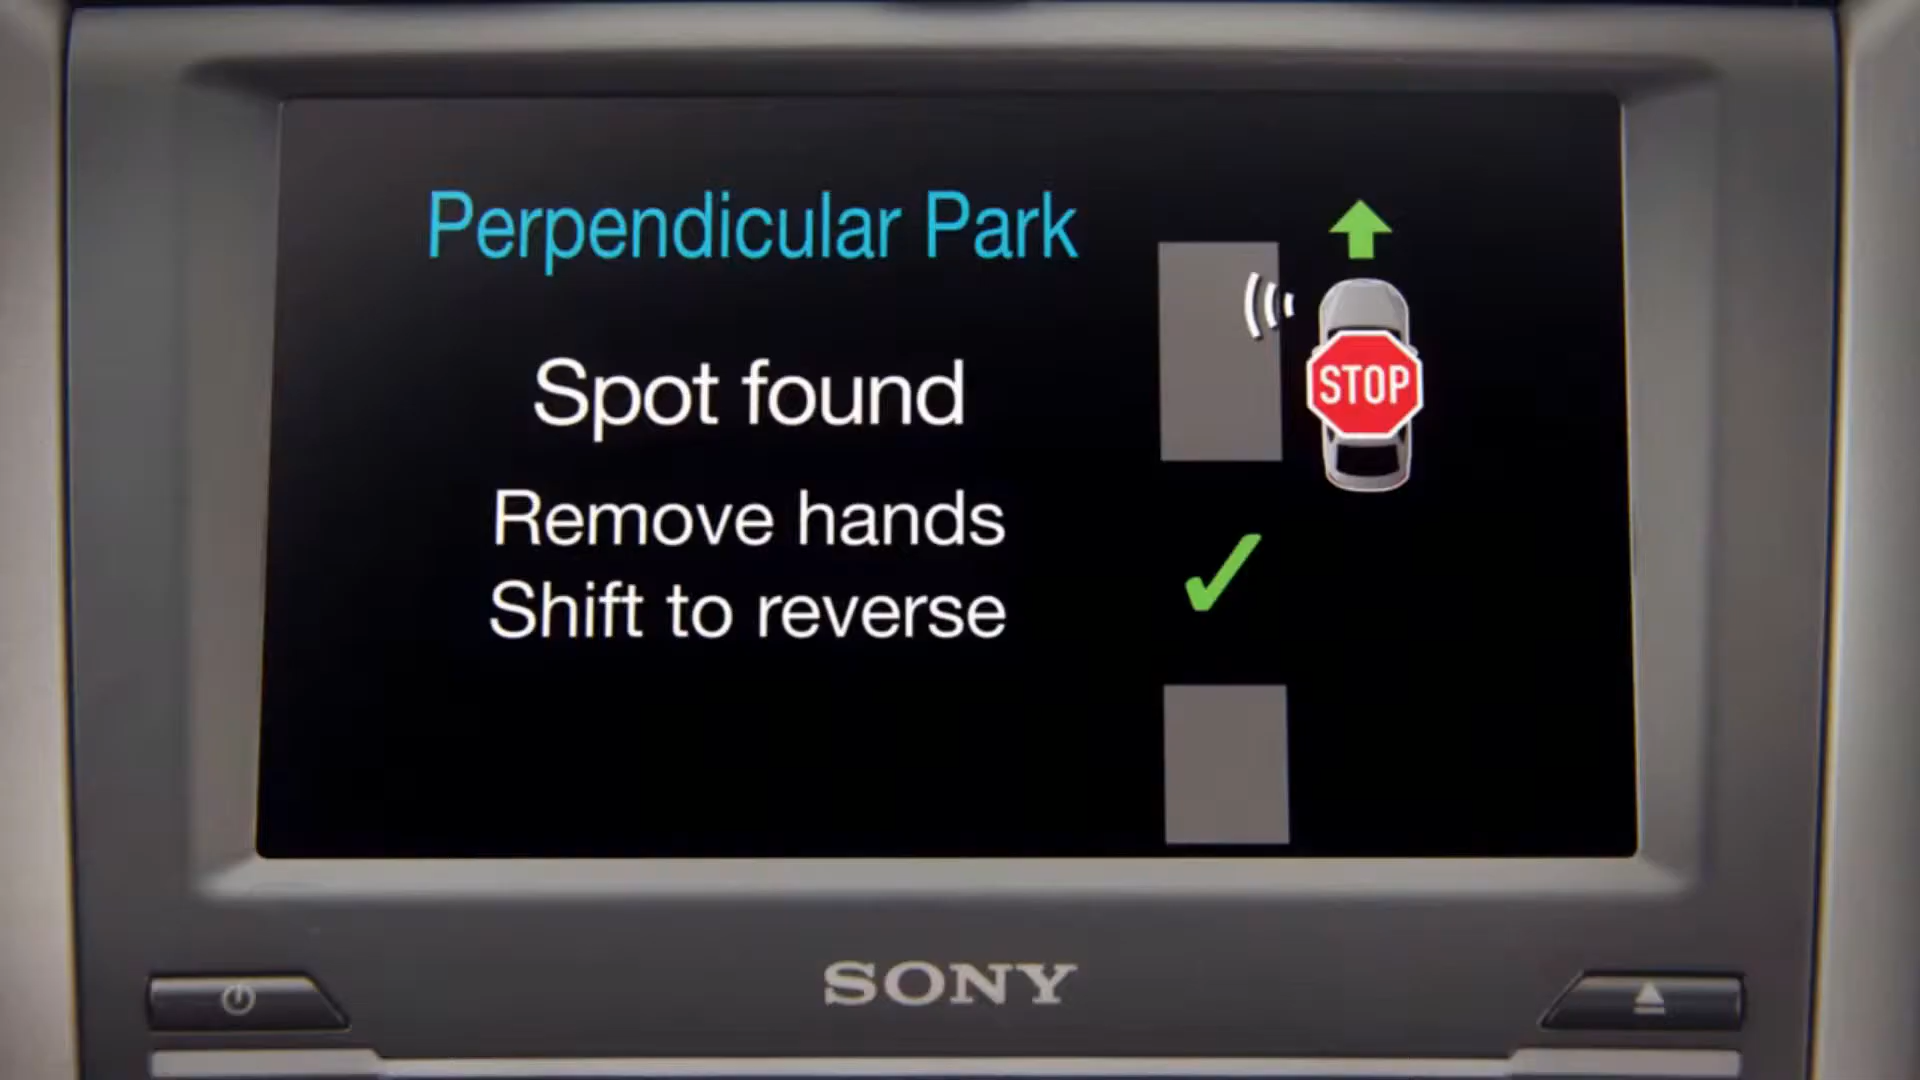 Perpendicular Park
Spot found
Remove hands
Shift to reverse
STOP
SONY